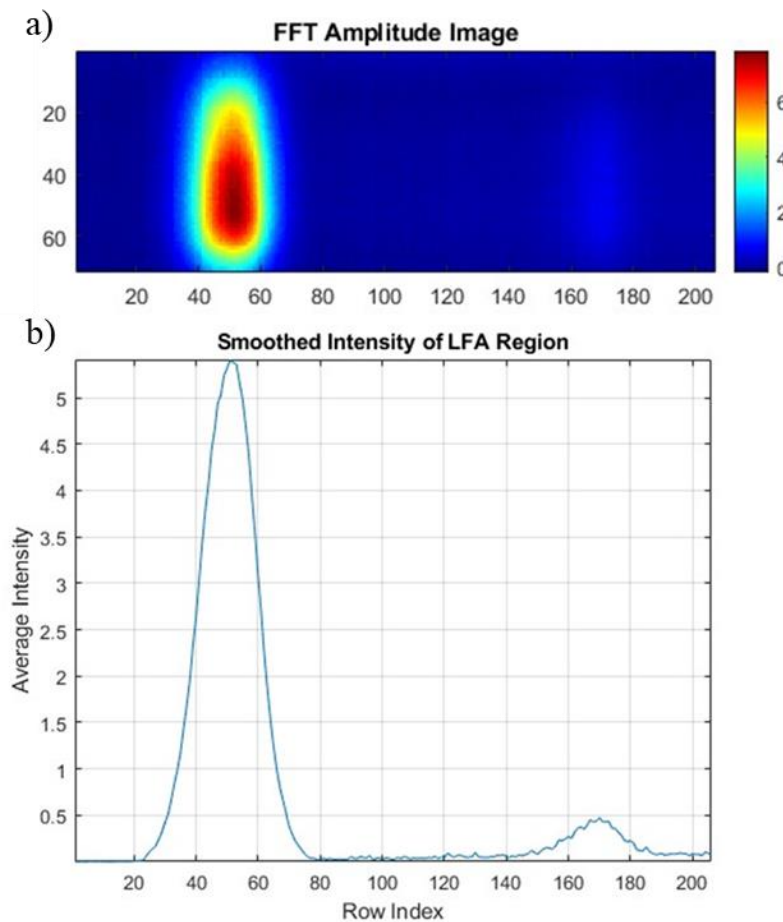 a)
FFT Amplitude Image
20
40
60
20 40 60 80 100 120 140 160 180 200
6
4
2
0
b)
Smoothed Intensity of LFA Region
5
4.5
4
3.5
3
2.5
2
1.5
1
0.5
Average Intensity
20 40 60 80 100 120 140 160 180 200
Row Index